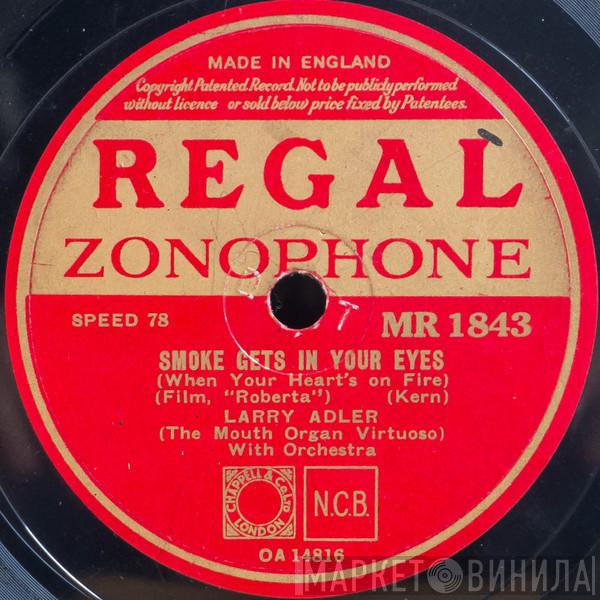 MADE IN ENGLAND
Copyright Patented Record. Not to be publicly performed
without licence or sold below price fixed by Patentees.
REGAL
ZONOPHONE
SPEED 78
MR 1843
SMOKE GETS IN YOUR EYES
(When Your Heart's on Fire)
(Film, "Roberta") (Kern)
LARRY ADLER
(The Mouth Organ Virtuoso)
With Orchestra
CHAPPELL & Co Ltd
LONDON
N.C.B.
OA 14816
МАРКЕТ ВИНИЛА